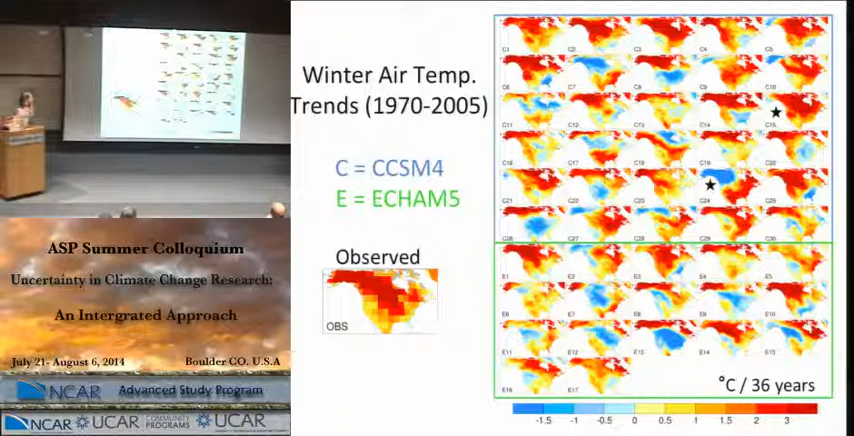 Winter Air Temp.
Trends (1970-2005)
C = CCSM4
E = ECHAM5
Observed
OBS
C1 C2 C3 C4 C5
C6 C7 C8 C9 C10
C11 C12 C13 C14 C15
C16 C17 C18 C19 C20
C21 C22 C23 C24 C25
C26 C27 C28 C29 C30
E1 E2 E3 E4 E5
E6 E7 E8 E9 E10
E11 E12 E13 E14 E15
E16 E17
°C / 36 years
-1.5 -1 -0.5 0 0.5 1 1.5 2 3
ASP Summer Colloquium
Uncertainty in Climate Change Research:
An Intergrated Approach
July 21- August 6, 2014 Boulder CO. U.S.A
NCAR Advanced Study Program
NCAR UCAR COMMUNITY PROGRAMS UCAR